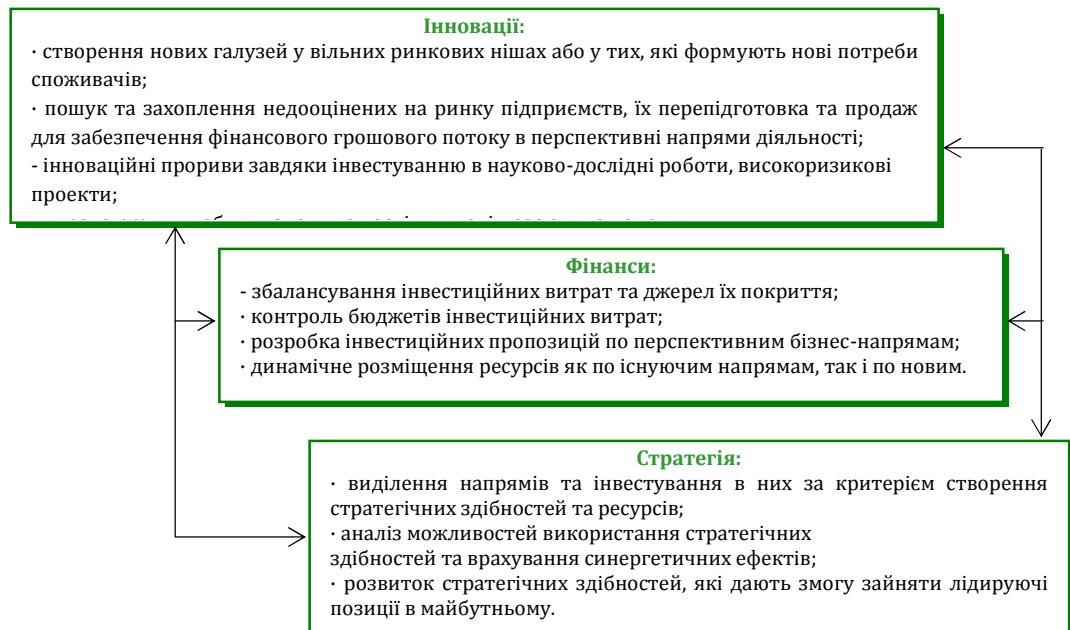 Інновації:
· створення нових галузей у вільних ринкових нішах або у тих, які формують нові потреби
споживачів;
· пошук та захоплення недооцінених на ринку підприємств, їх перепідготовка та продаж
для забезпечення фінансового грошового потоку в перспективні напрями діяльності;
- інноваційні прориви завдяки інвестуванню в науково-дослідні роботи, високоризикові
проекти;
Фінанси:
- збалансування інвестиційних витрат та джерел їх покриття;
· контроль бюджетів інвестиційних витрат;
· розробка інвестиційних пропозицій по перспективним бізнес-напрямам;
· динамічне розміщення ресурсів як по існуючим напрямам, так і по новим.
Стратегія:
· виділення напрямів та інвестування в них за критерієм створення
стратегічних здібностей та ресурсів;
· аналіз можливостей використання стратегічних
здібностей та врахування синергетичних ефектів;
· розвиток стратегічних здібностей, які дають змогу зайняти лідируючі
позиції в майбутньому.